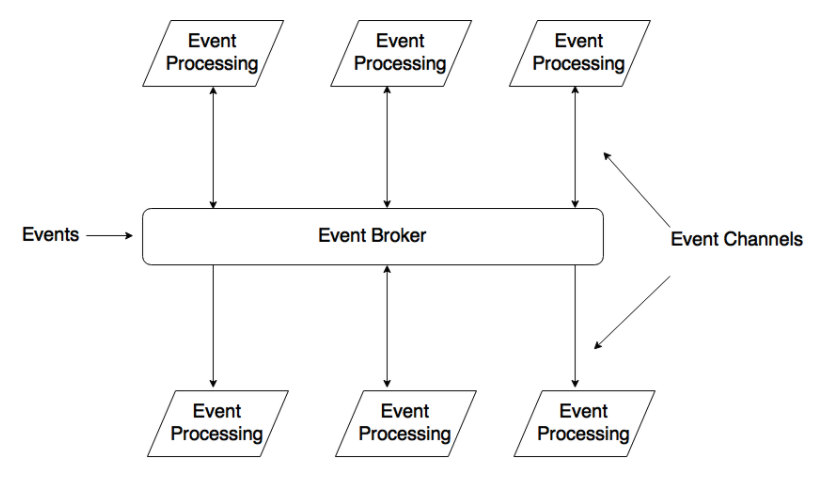 Event
Processing
Event
Processing
Event
Processing
Events
Event Broker
Event Channels
Event
Processing
Event
Processing
Event
Processing